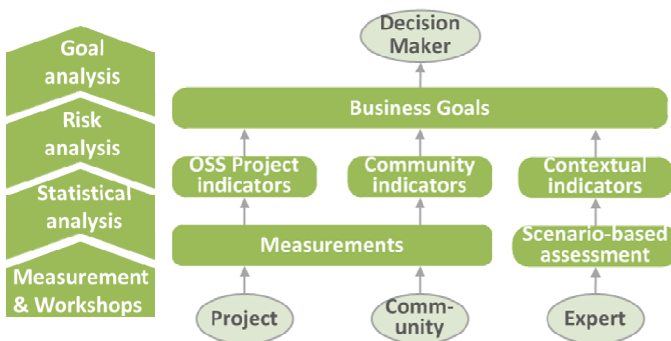 Goal
analysis
Risk
analysis
Statistical
analysis
Measurement
& Workshops
Decision
Maker
Business Goals
OSS Project
indicators
Community
indicators
Contextual
indicators
Measurements
Scenario-based
assessment
Project
Comm-
unity
Expert